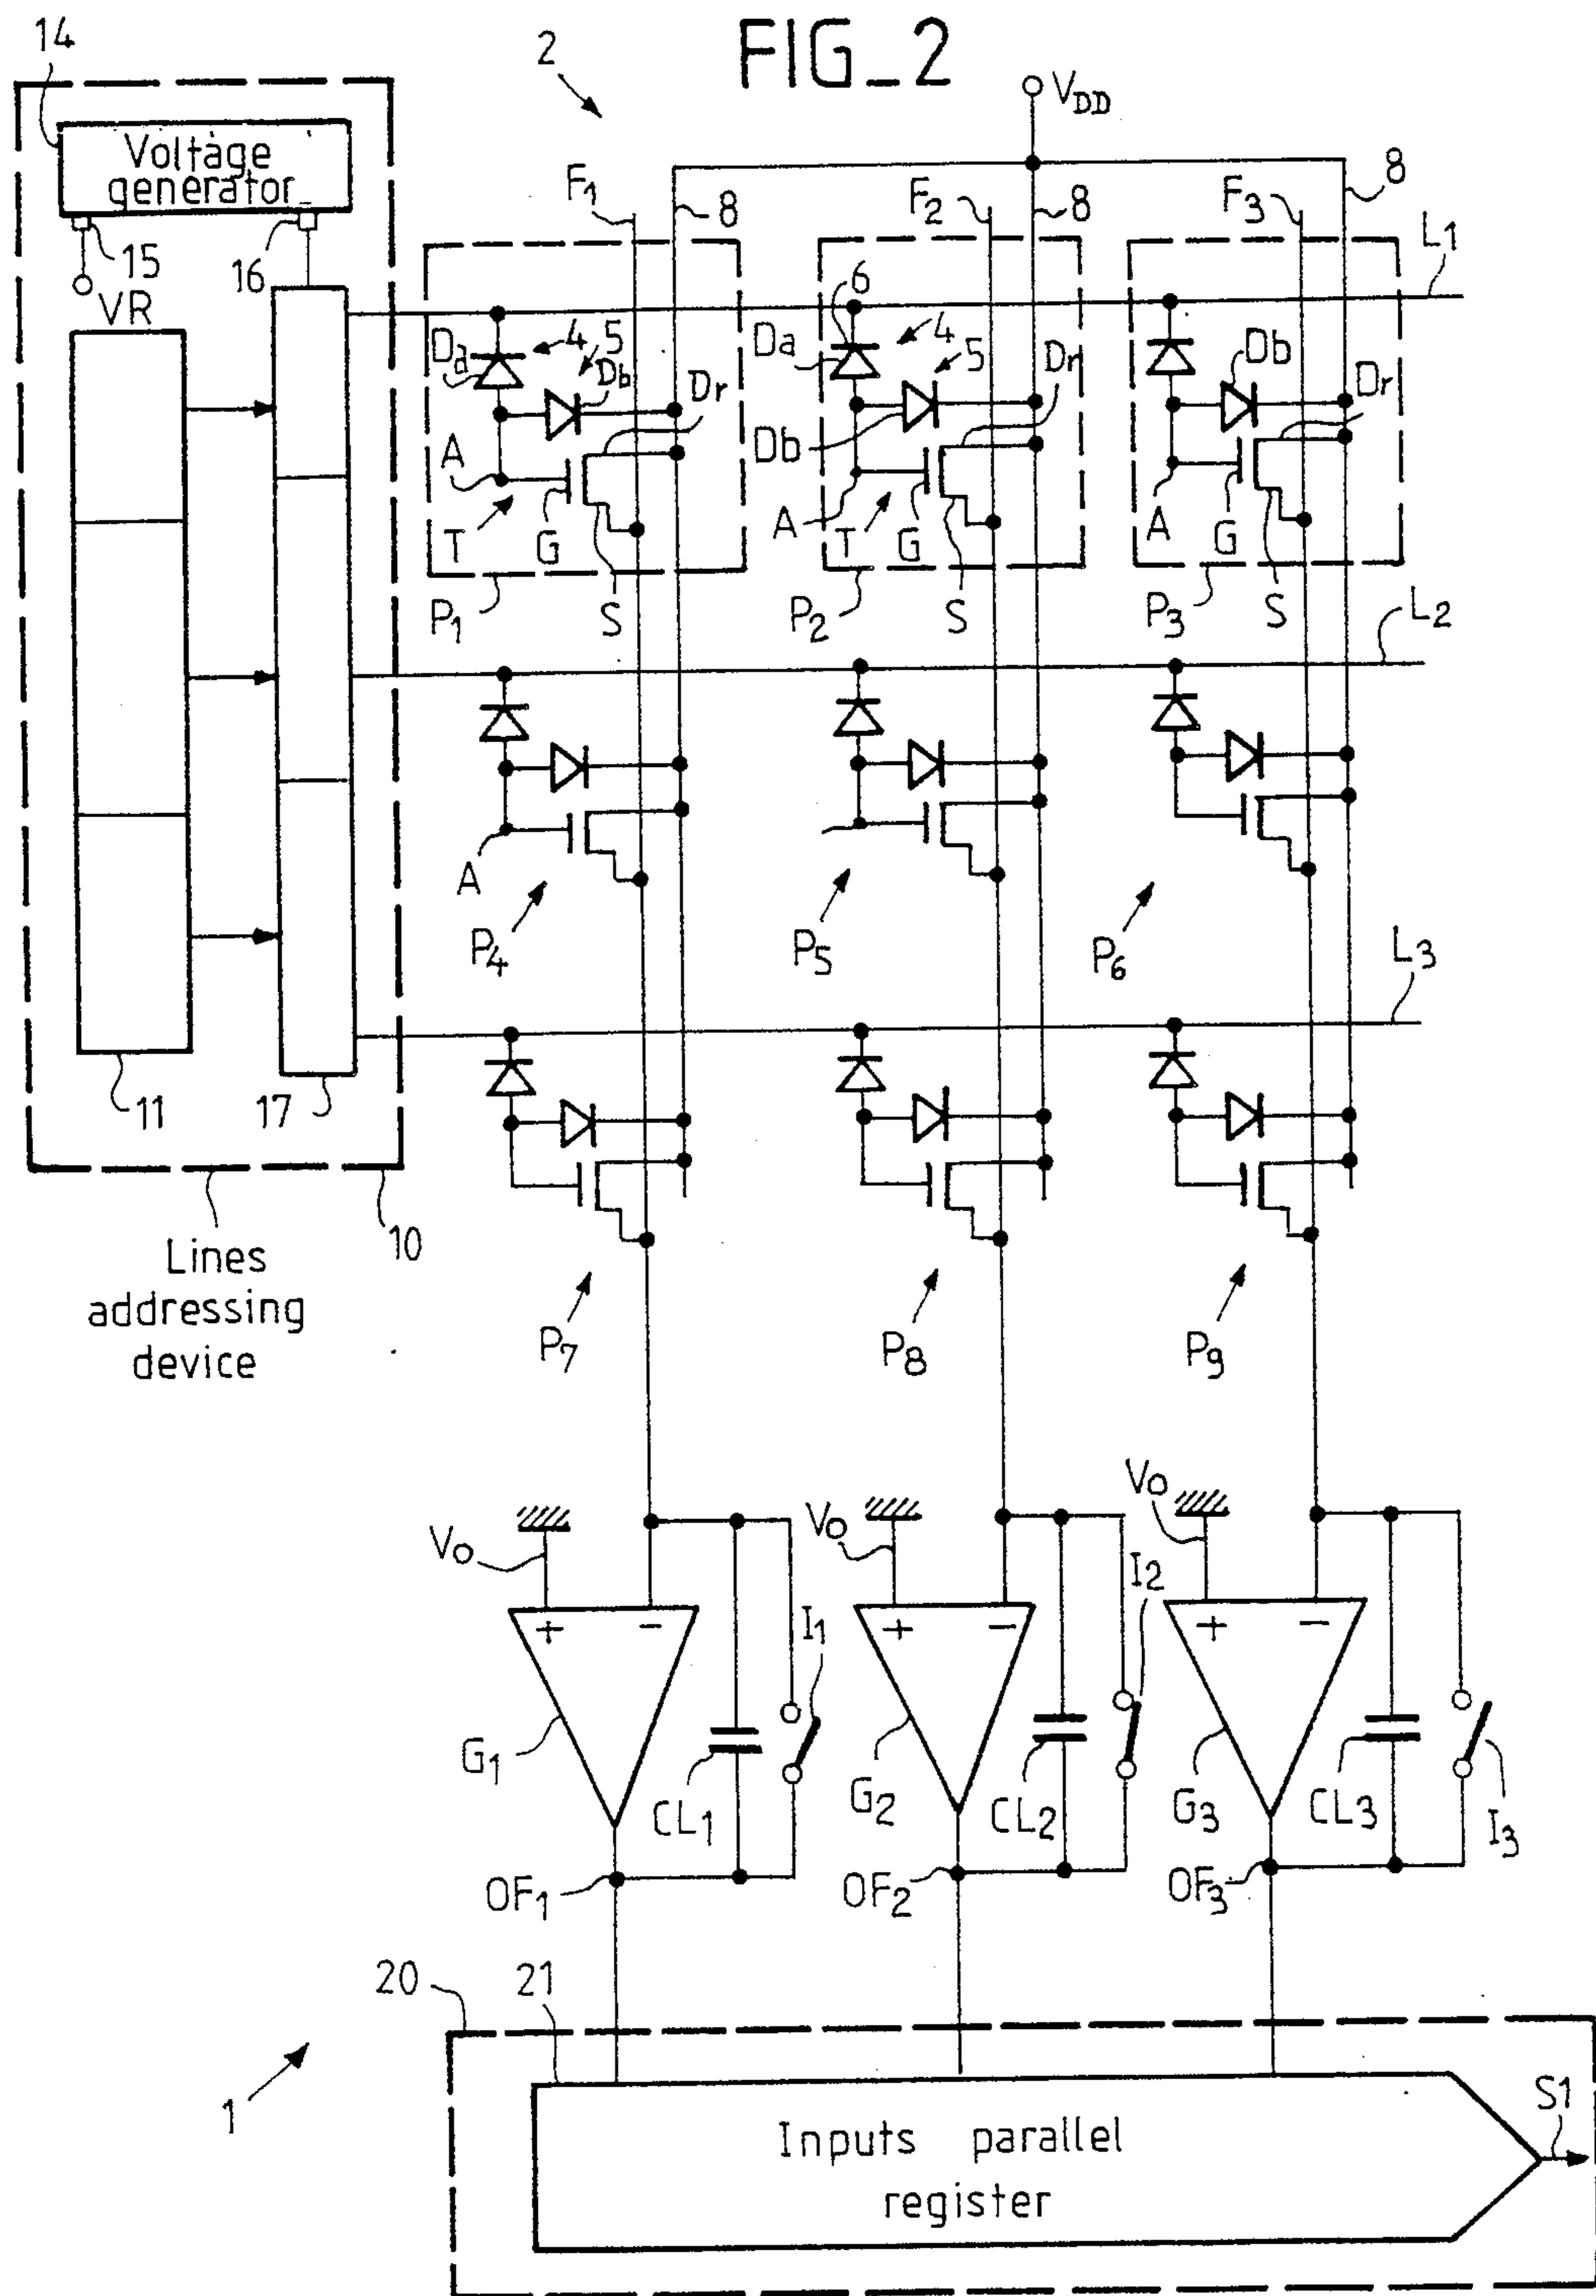 FIG_2
14
2
VDD
Voltage
generator
F1
8
F2
8
F3
8
15
16
VR
L1
6
Da
4
5
Db
Dr
Da
4
5
Dr
Db
Dr
A
Db
T
G
A
T
G
A
G
P1
S
P2
S
P3
S
L2
A
P4
P5
P6
L3
11
17
10
Lines
addressing
device
P7
P8
P9
Vo
Vo
Vo
+ -
+ -
+ -
I1
I2
G1
CL1
G2
CL2
G3
CL3
I3
OF1
OF2
OF3
20
21
1
S1
Inputs parallel
register